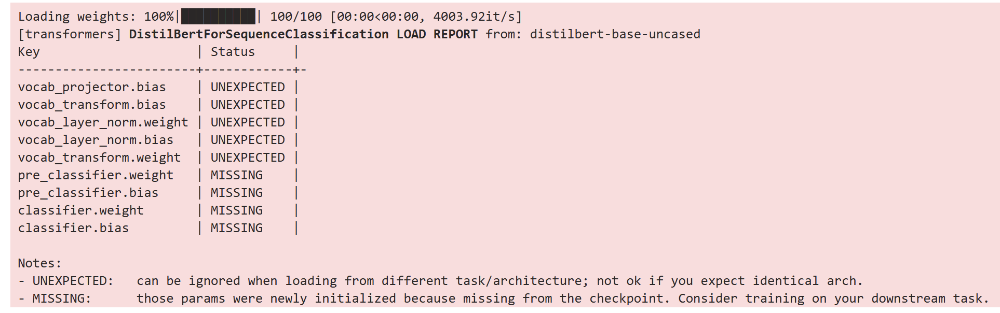 Loading weights: 100%|██████████| 100/100 [00:00<00:00, 4003.92it/s]
[transformers] DistilBertForSequenceClassification LOAD REPORT from: distilbert-base-uncased
Key                     | Status     |
------------------------+------------+-
vocab_projector.bias    | UNEXPECTED |
vocab_transform.bias    | UNEXPECTED |
vocab_layer_norm.weight | UNEXPECTED |
vocab_layer_norm.bias   | UNEXPECTED |
vocab_transform.weight  | UNEXPECTED |
pre_classifier.weight   | MISSING    |
pre_classifier.bias     | MISSING    |
classifier.weight       | MISSING    |
classifier.bias         | MISSING    |

Notes:
- UNEXPECTED:   can be ignored when loading from different task/architecture; not ok if you expect identical arch.
- MISSING:      those params were newly initialized because missing from the checkpoint. Consider training on your downstream task.